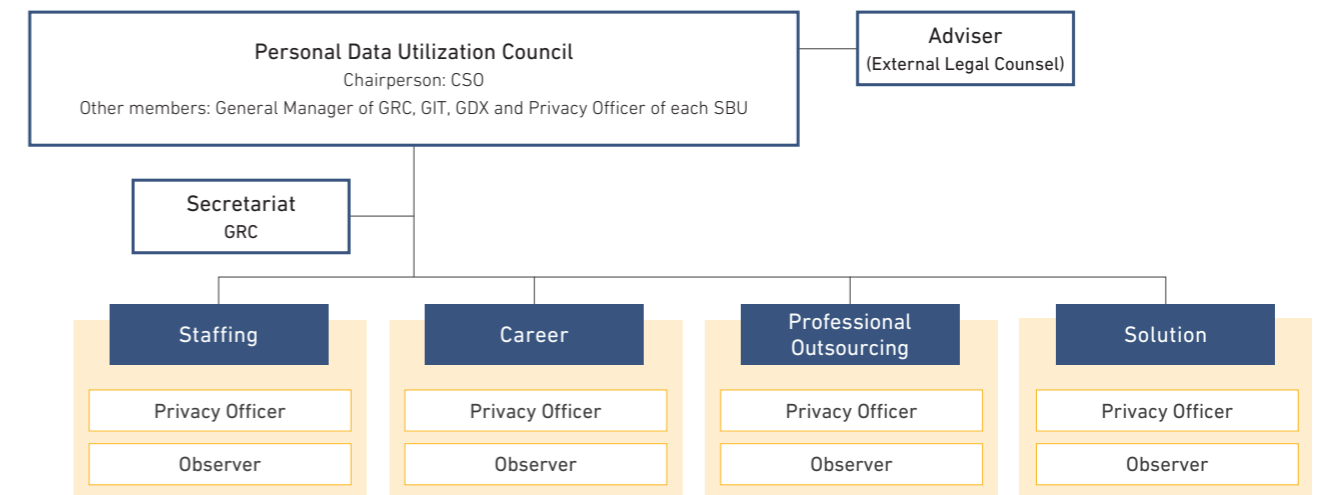 Personal Data Utilization Council
Chairperson: CSO
Other members: General Manager of GRC, GIT, GDX and Privacy Officer of each SBU
Adviser
(External Legal Counsel)
Secretariat
GRC
Staffing
Privacy Officer
Observer
Career
Privacy Officer
Observer
Professional
Outsourcing
Privacy Officer
Observer
Solution
Privacy Officer
Observer